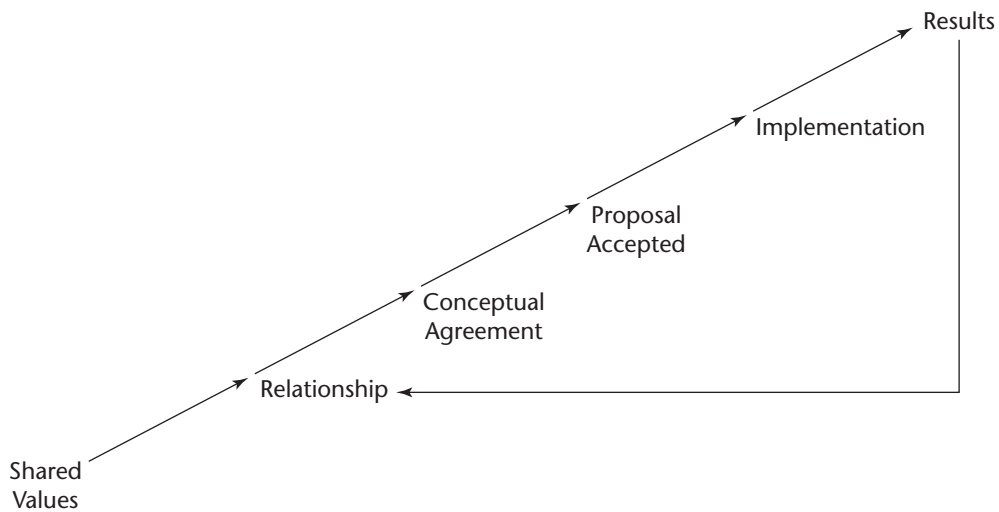 Results
Implementation
Proposal
Accepted
Conceptual
Agreement
Relationship
Shared
Values